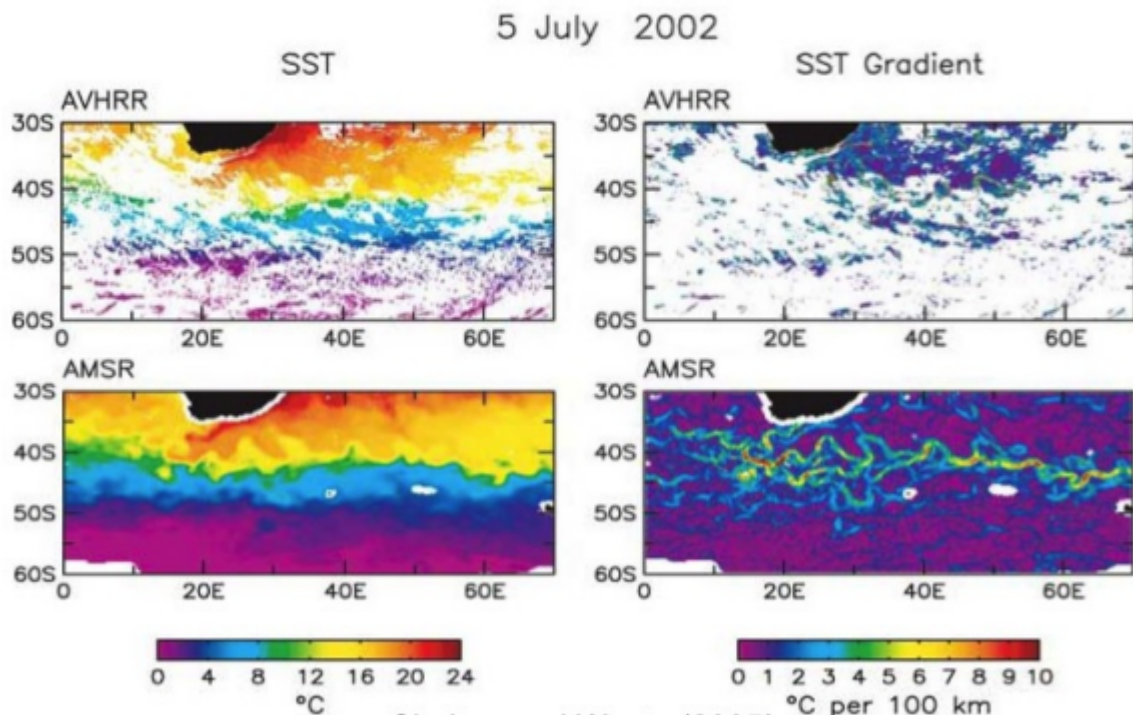 5 July 2002
SST
SST Gradient
AVHRR
AVHRR
30S
40S
50S
60S
0 20E 40E 60E
30S
40S
50S
60S
0 20E 40E 60E
AMSR
AMSR
30S
40S
50S
60S
0 20E 40E 60E
30S
40S
50S
60S
0 20E 40E 60E
0 4 8 12 16 20 24
°C
0 1 2 3 4 5 6 7 8 9 10
°C per 100 km